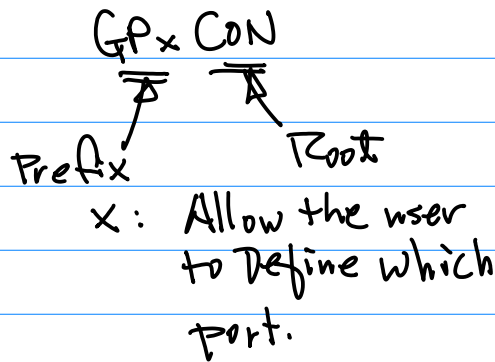 GPx CON
Prefix
Root
x: Allow the user
to Define which
port.